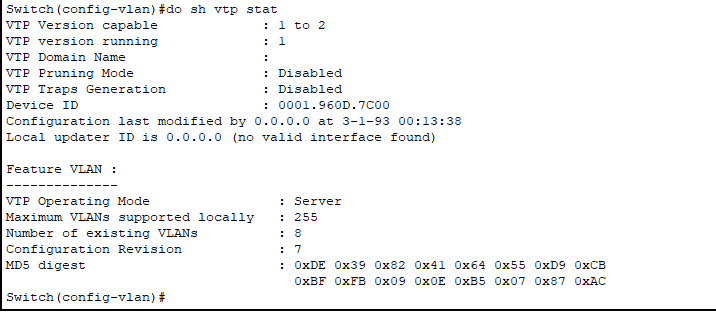 Switch(config-vlan)#do sh vtp stat
VTP Version capable : 1 to 2
VTP version running : 1
VTP Domain Name :
VTP Pruning Mode : Disabled
VTP Traps Generation : Disabled
Device ID : 0001.960D.7C00
Configuration last modified by 0.0.0.0 at 3-1-93 00:13:38
Local updater ID is 0.0.0.0 (no valid interface found)
Feature VLAN :
--------------
VTP Operating Mode : Server
Maximum VLANs supported locally : 255
Number of existing VLANs : 8
Configuration Revision : 7
MD5 digest : 0xDE 0x39 0x82 0x41 0x64 0x55 0xD9 0xCB
0xBF 0xFB 0x09 0x0E 0xB5 0x07 0x87 0xAC
Switch(config-vlan)#